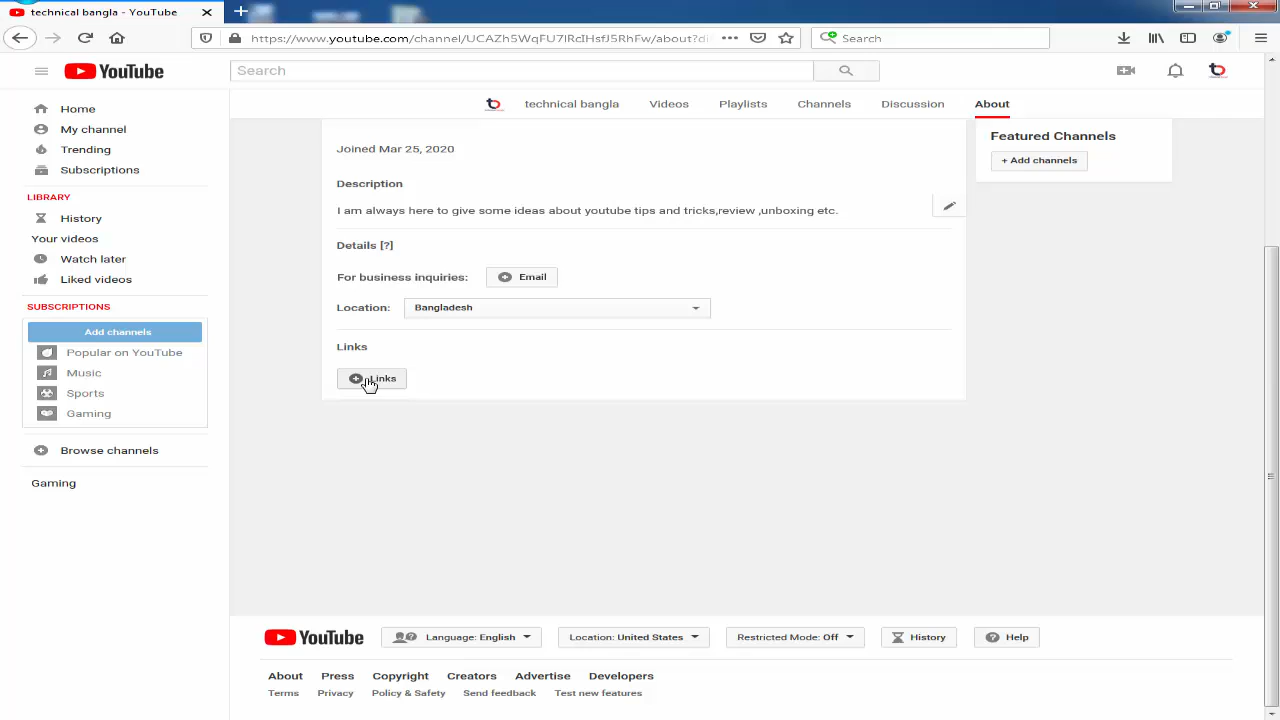 technical bangla - YouTube
https://www.youtube.com/channel/UCAZh5WqFU7lRcIHsfJ5RhFw/about?di
Search
YouTube
Search
technical bangla
Videos
Playlists
Channels
Discussion
About
Home
My channel
Trending
Subscriptions
LIBRARY
History
Your videos
Watch later
Liked videos
SUBSCRIPTIONS
Add channels
Popular on YouTube
Music
Sports
Gaming
Browse channels
Gaming
Joined Mar 25, 2020
Description
I am always here to give some ideas about youtube tips and tricks,review ,unboxing etc.
Details [?]
For business inquiries: Email
Location: Bangladesh
Links
Links
Featured Channels
+ Add channels
YouTube
Language: English
Location: United States
Restricted Mode: Off
History
Help
About Press Copyright Creators Advertise Developers
Terms Privacy Policy & Safety Send feedback Test new features